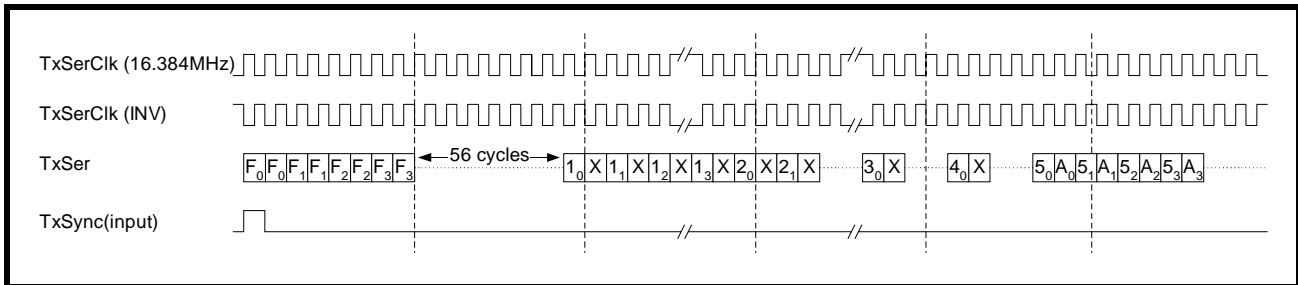 TxSerClk (16.384MHz)
TxSerClk (INV)
TxSer F₀ F₀ F₁ F₁ F₂ F₂ F₃ F₃ 56 cycles 1₀ X 1₁ X 1₂ X 1₃ X 2₀ X 2₁ X 3₀ X 4₀ X 5₀ A₀ 5₁ A₁ 5₂ A₂ 5₃ A₃
TxSync(input)